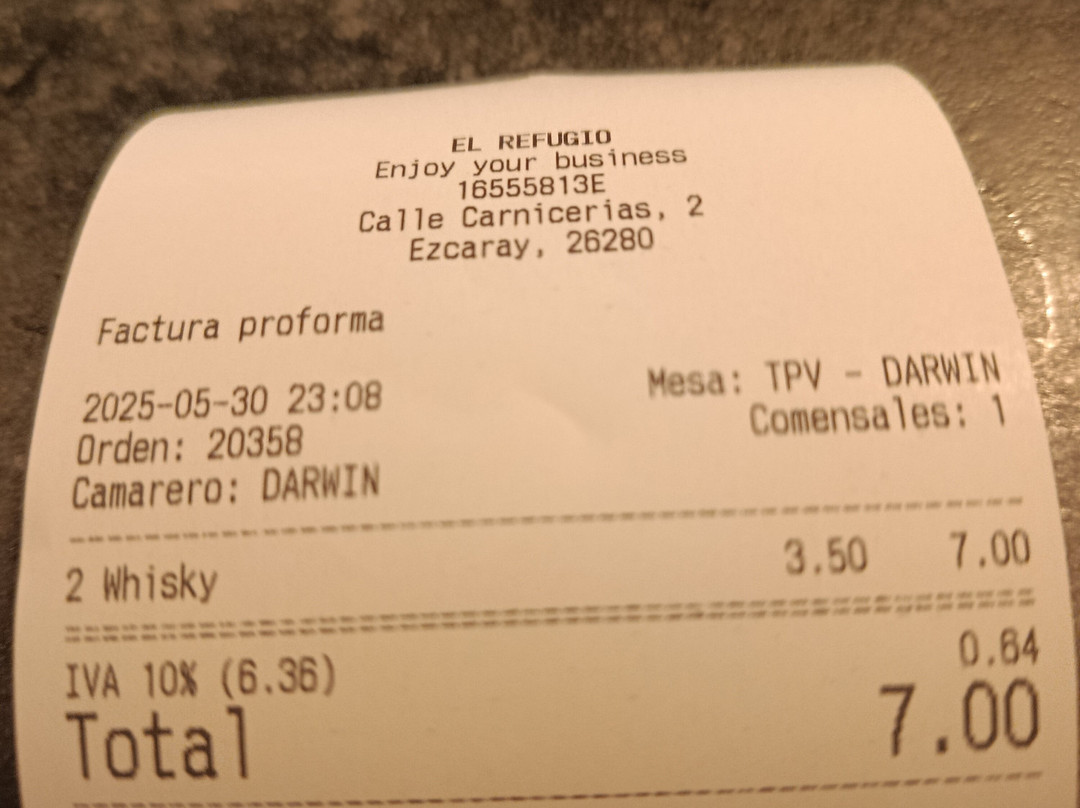 EL REFUGIO
Enjoy your business
16555813E
Calle Carnicerias, 2
Ezcaray, 26280
Factura proforma
2025-05-30 23:08 Mesa: TPV - DARWIN
Orden: 20358 Comensales: 1
Camarero: DARWIN
2 Whisky 3.50 7.00
IVA 10% (6.36) 0.64
Total 7.00